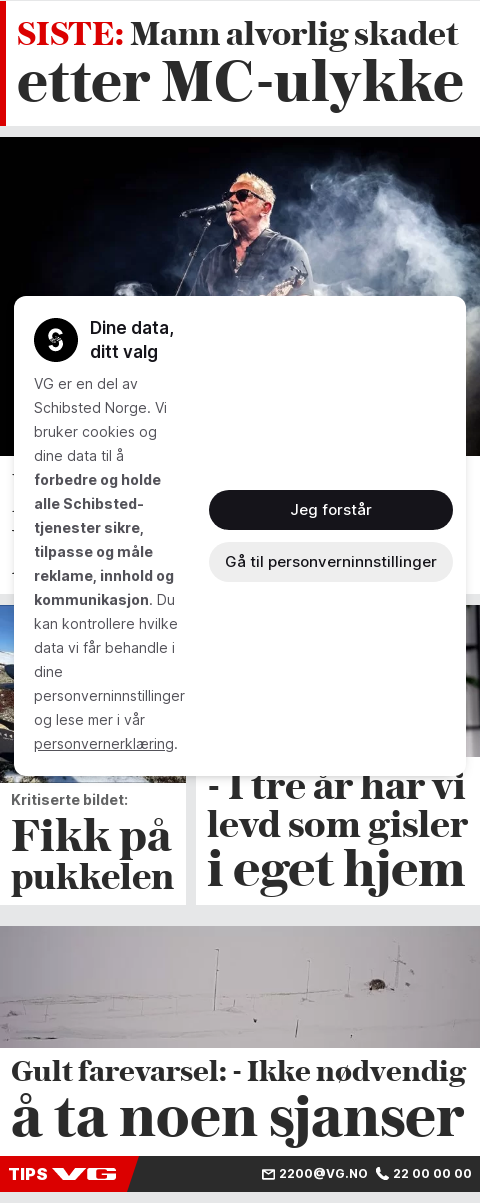 SISTE: Mann alvorlig skadet
etter MC-ulykke
Dine data,
ditt valg
VG er en del av
Schibsted Norge. Vi
bruker cookies og
dine data til å
forbedre og holde
alle Schibsted-
tjenester sikre,
tilpasse og måle
reklame, innhold og
kommunikasjon. Du
kan kontrollere hvilke
data vi får behandle i
dine
personverninnstillinger
og lese mer i vår
personvernerklæring.
Jeg forstår
Gå til personverninnstillinger
Kritiserte bildet:
Fikk på
pukkelen
- I tre år har vi
levd som gisler
i eget hjem
Gult farevarsel: - Ikke nødvendig
å ta noen sjanser
TIPS VG 2200@VG.NO 22 00 00 00